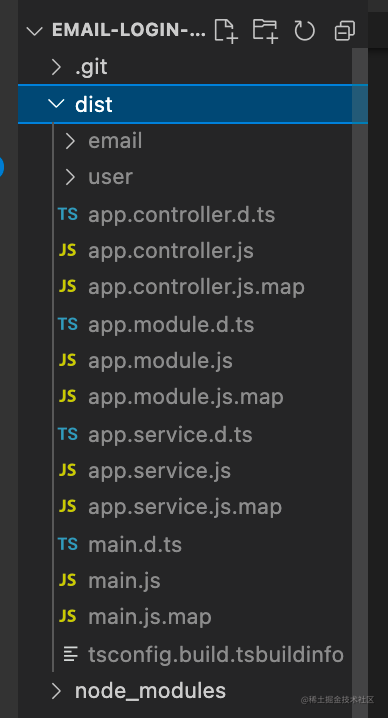 EMAIL-LOGIN-...
.git
dist
email
user
TS app.controller.d.ts
JS app.controller.js
JS app.controller.js.map
TS app.module.d.ts
JS app.module.js
JS app.module.js.map
TS app.service.d.ts
JS app.service.js
JS app.service.js.map
TS main.d.ts
JS main.js
JS main.js.map
tsconfig.build.tsbuildinfo
node_modules
@稀土掘金技术社区